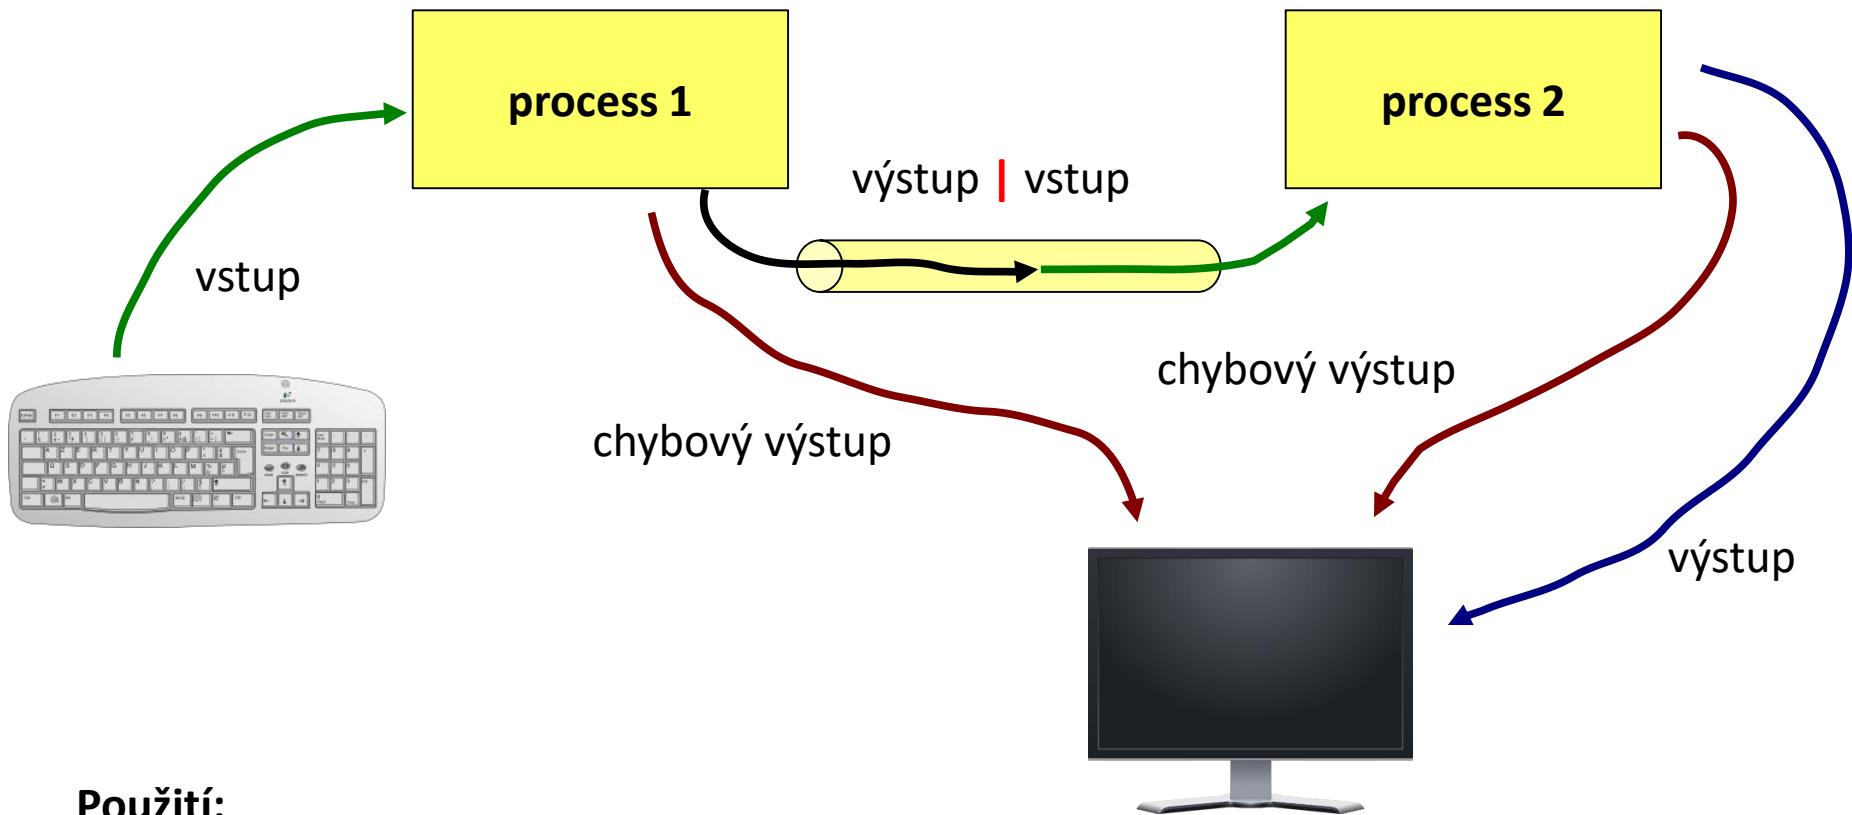 process 1
process 2
výstup | vstup
vstup
chybový výstup
chybový výstup
výstup
Použití: